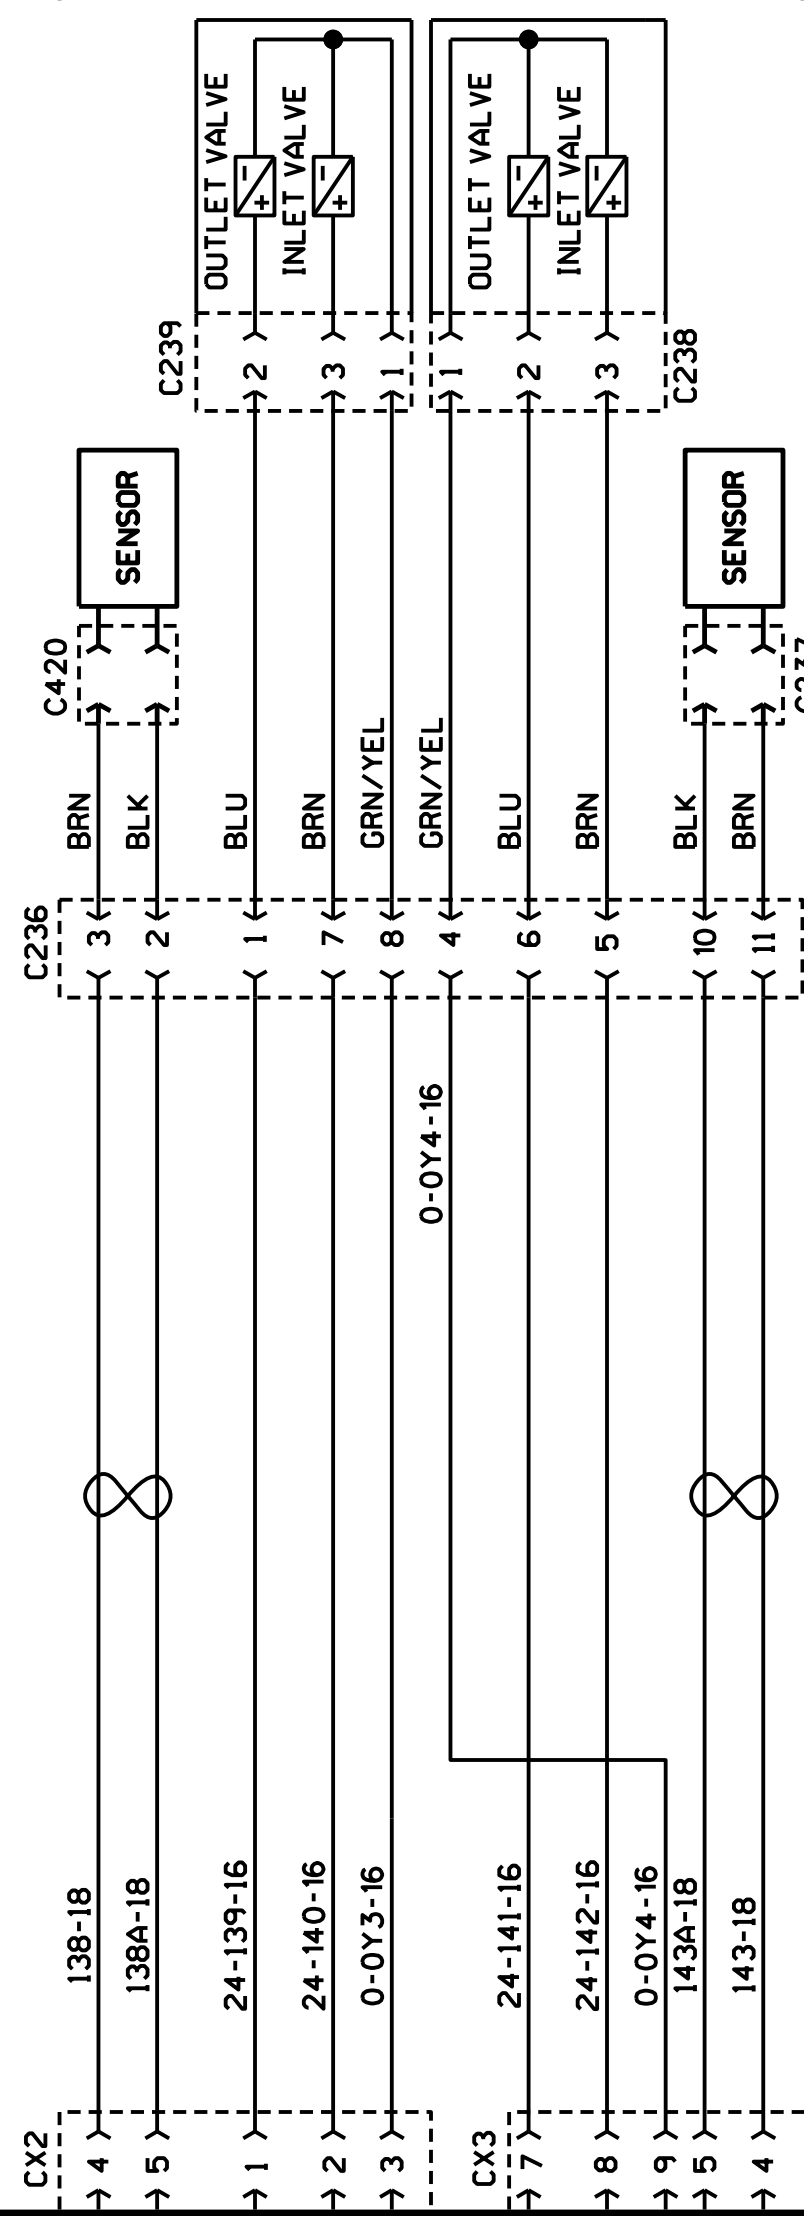 OUTLET VALVE
INLET VALVE
OUTLET VALVE
INLET VALVE
C239
2
3
1
1
2
3
C238
SENSOR
SENSOR
C420
BRN
BLK
BLU
BRN
GRN/YEL
GRN/YEL
BLU
BRN
BLK
BRN
C236
3
2
1
7
8
4
6
5
10
11
0-0Y4-16
138-18
138A-18
24-139-16
24-140-16
0-0Y3-16
24-141-16
24-142-16
0-0Y4-16
143A-18
143-18
CX2
4
5
1
2
3
CX3
7
8
9
5
4